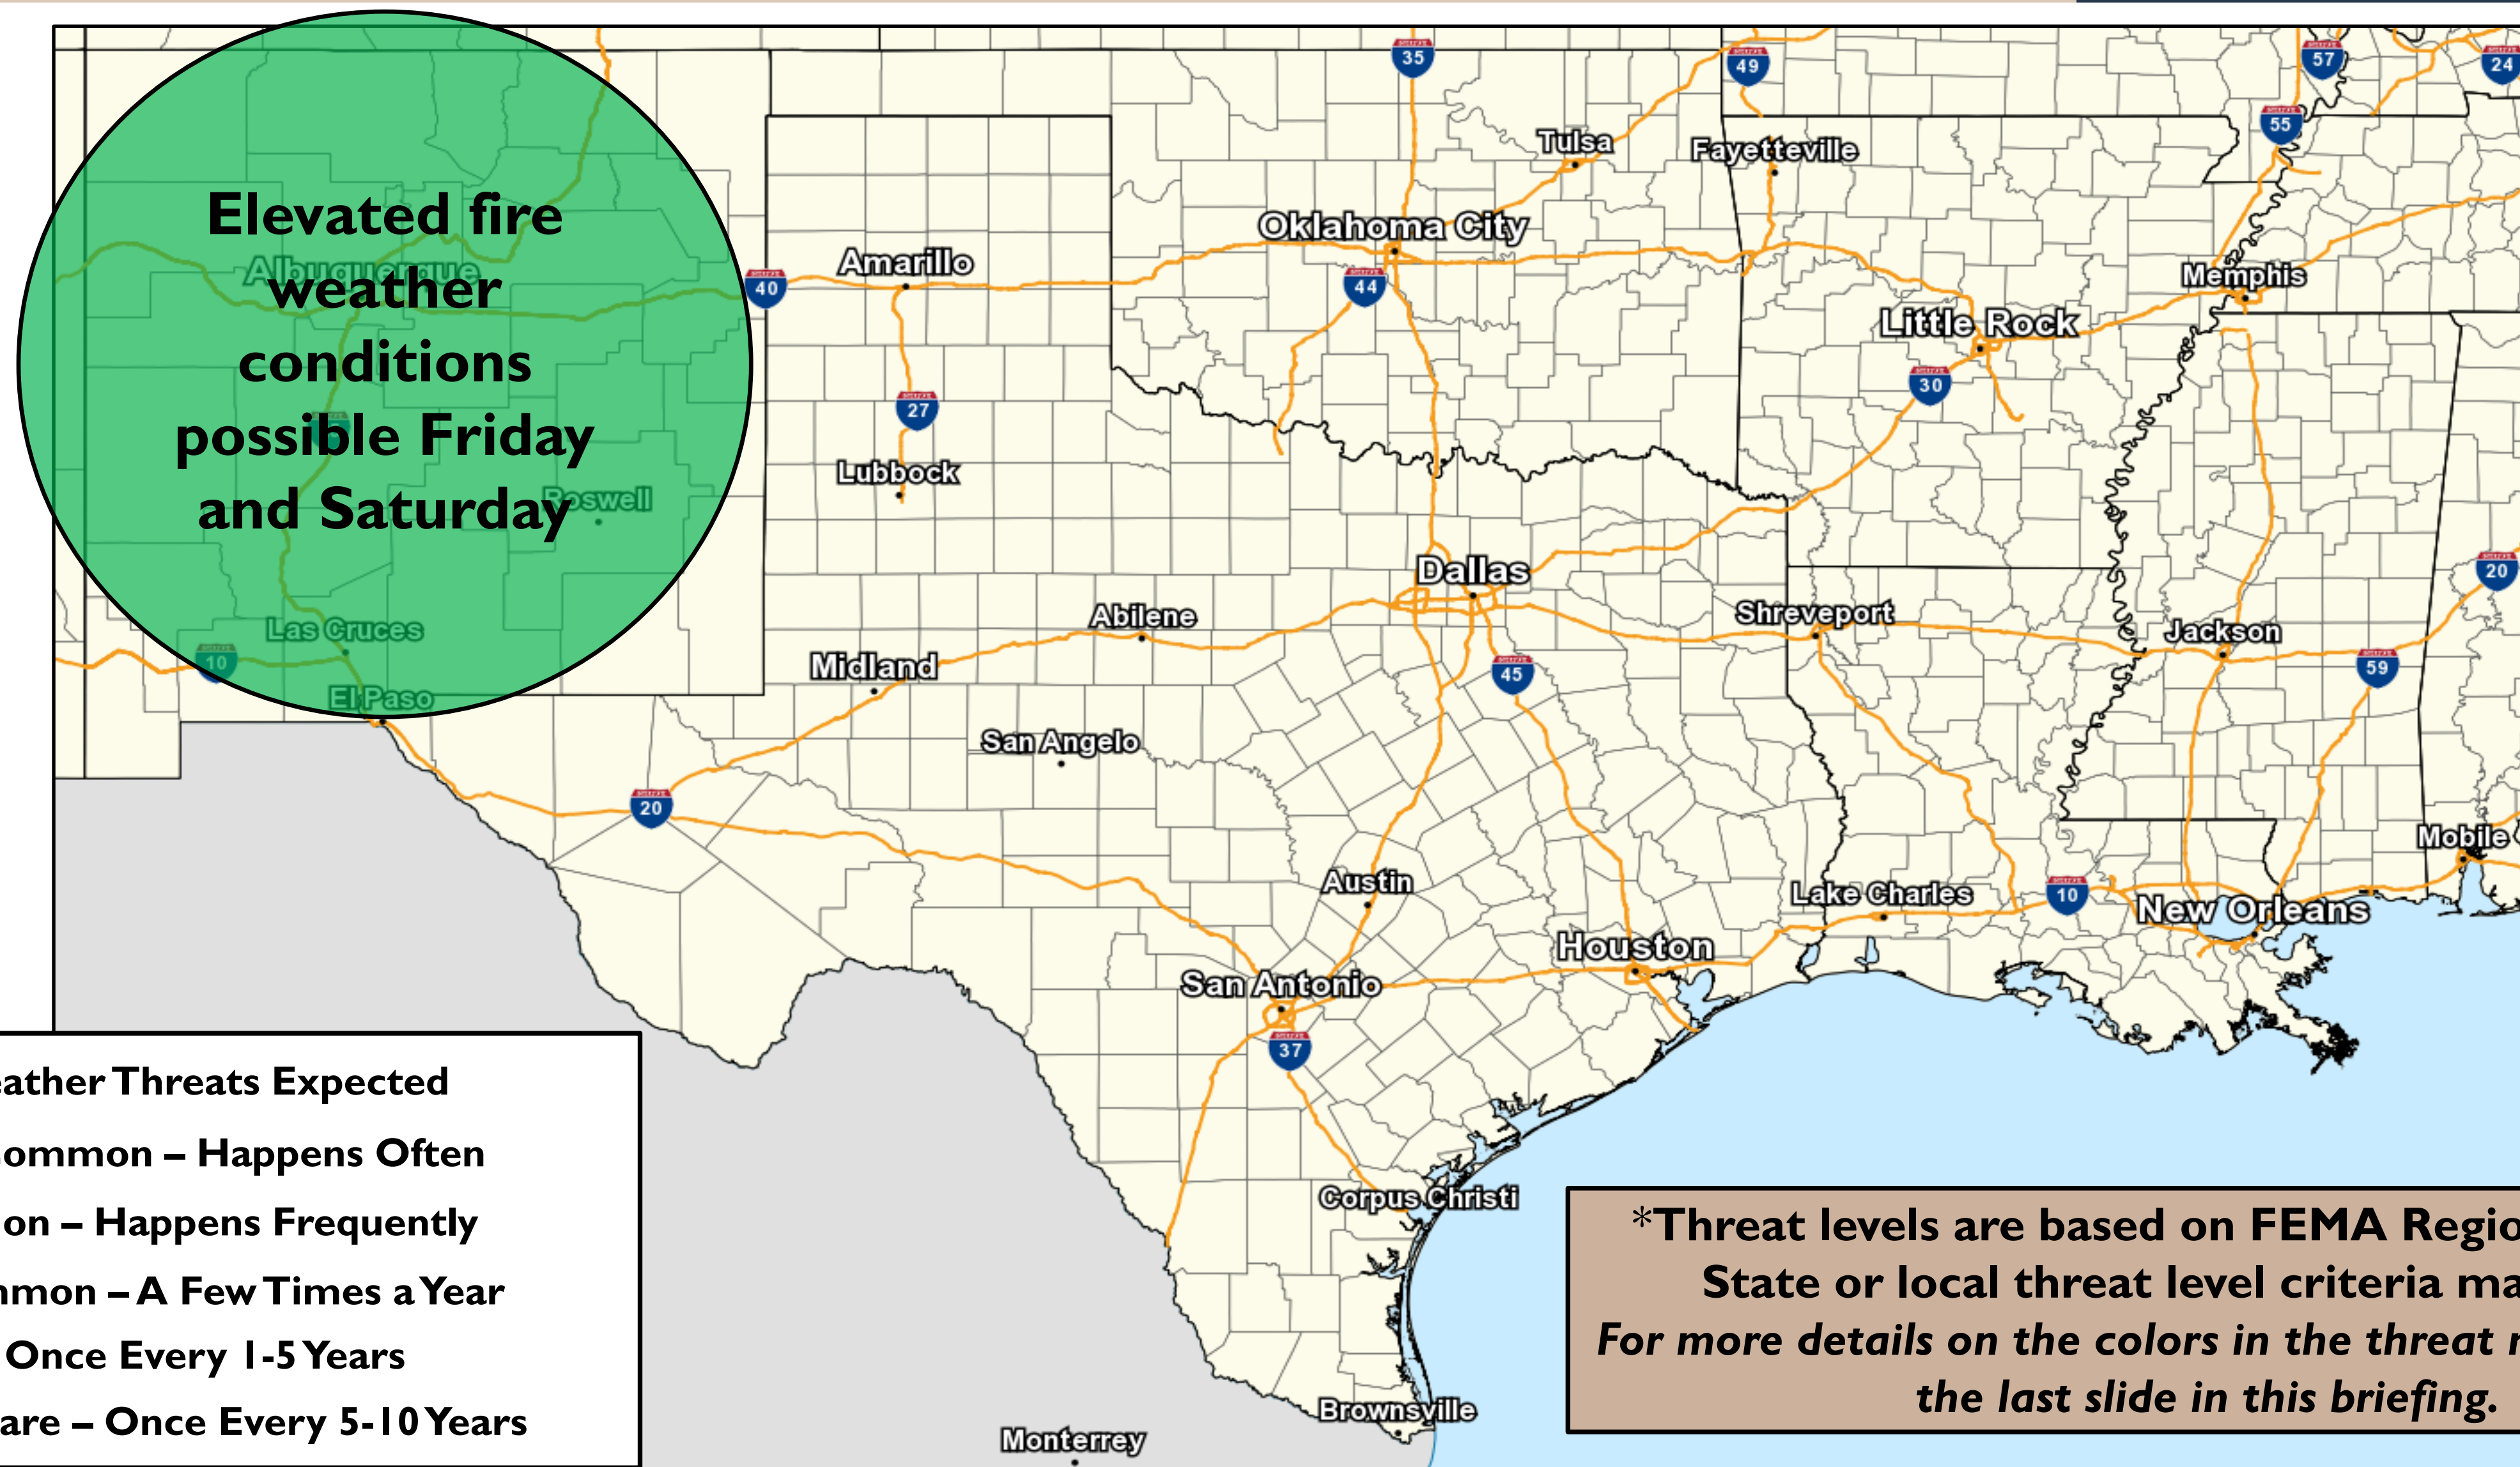 Elevated fire
weather
conditions
possible Friday
and Saturday
35
49
57
24
55
Tulsa
Fayetteville
Oklahoma City
Albuquerque
Amarillo
40
44
Memphis
Little Rock
30
27
Lubbock
Roswell
Dallas
20
Abilene
Shreveport
Las Cruces
Jackson
10
Midland
45
59
El Paso
San Angelo
20
Mobile
Austin
Lake Charles
10
New Orleans
Houston
San Antonio
37
Corpus Christi
Brownsville
Monterrey
eather Threats Expected
ommon – Happens Often
on – Happens Frequently
mmon – A Few Times a Year
Once Every 1-5 Years
are – Once Every 5-10 Years
*Threat levels are based on FEMA Regio
State or local threat level criteria ma
For more details on the colors in the threat
the last slide in this briefing.